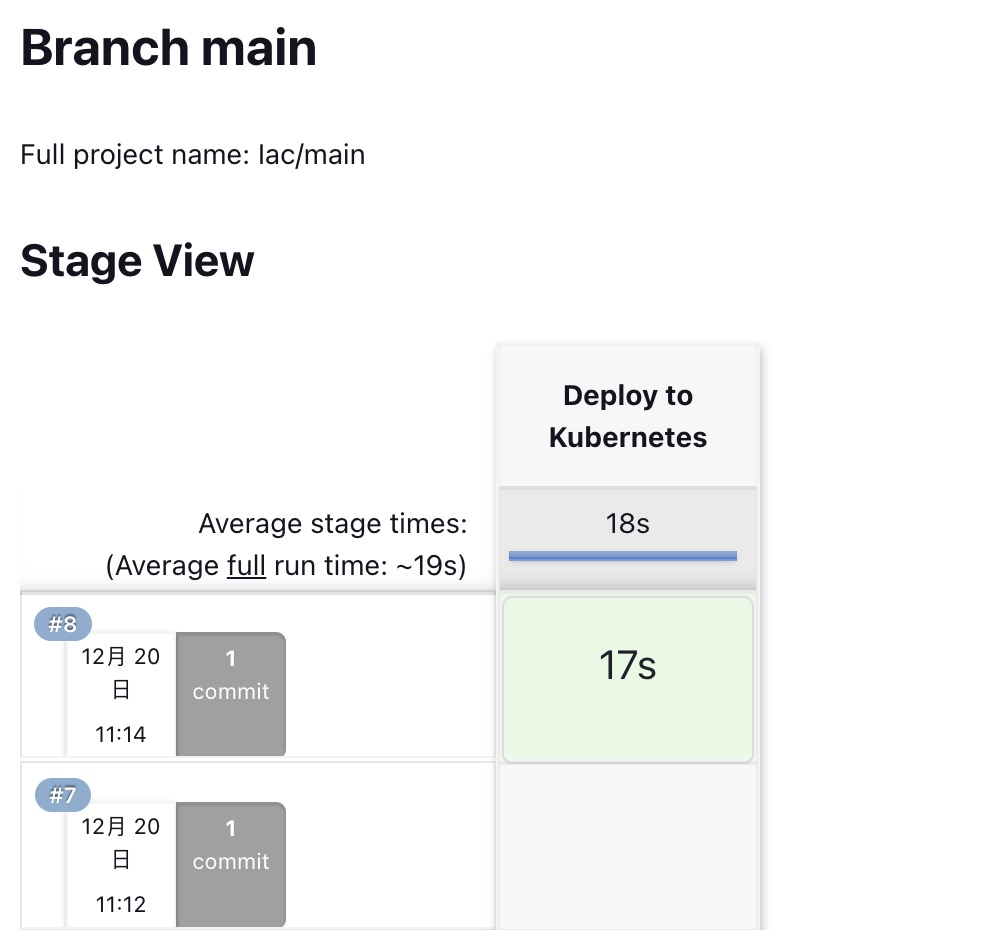 Branch main
Full project name: Iac/main
Stage View
Deploy to
Kubernetes
Average stage times:
(Average full run time: ~19s)
18s
#8
12月 20
日
11:14
1
commit
17s
#7
12月 20
日
11:12
1
commit